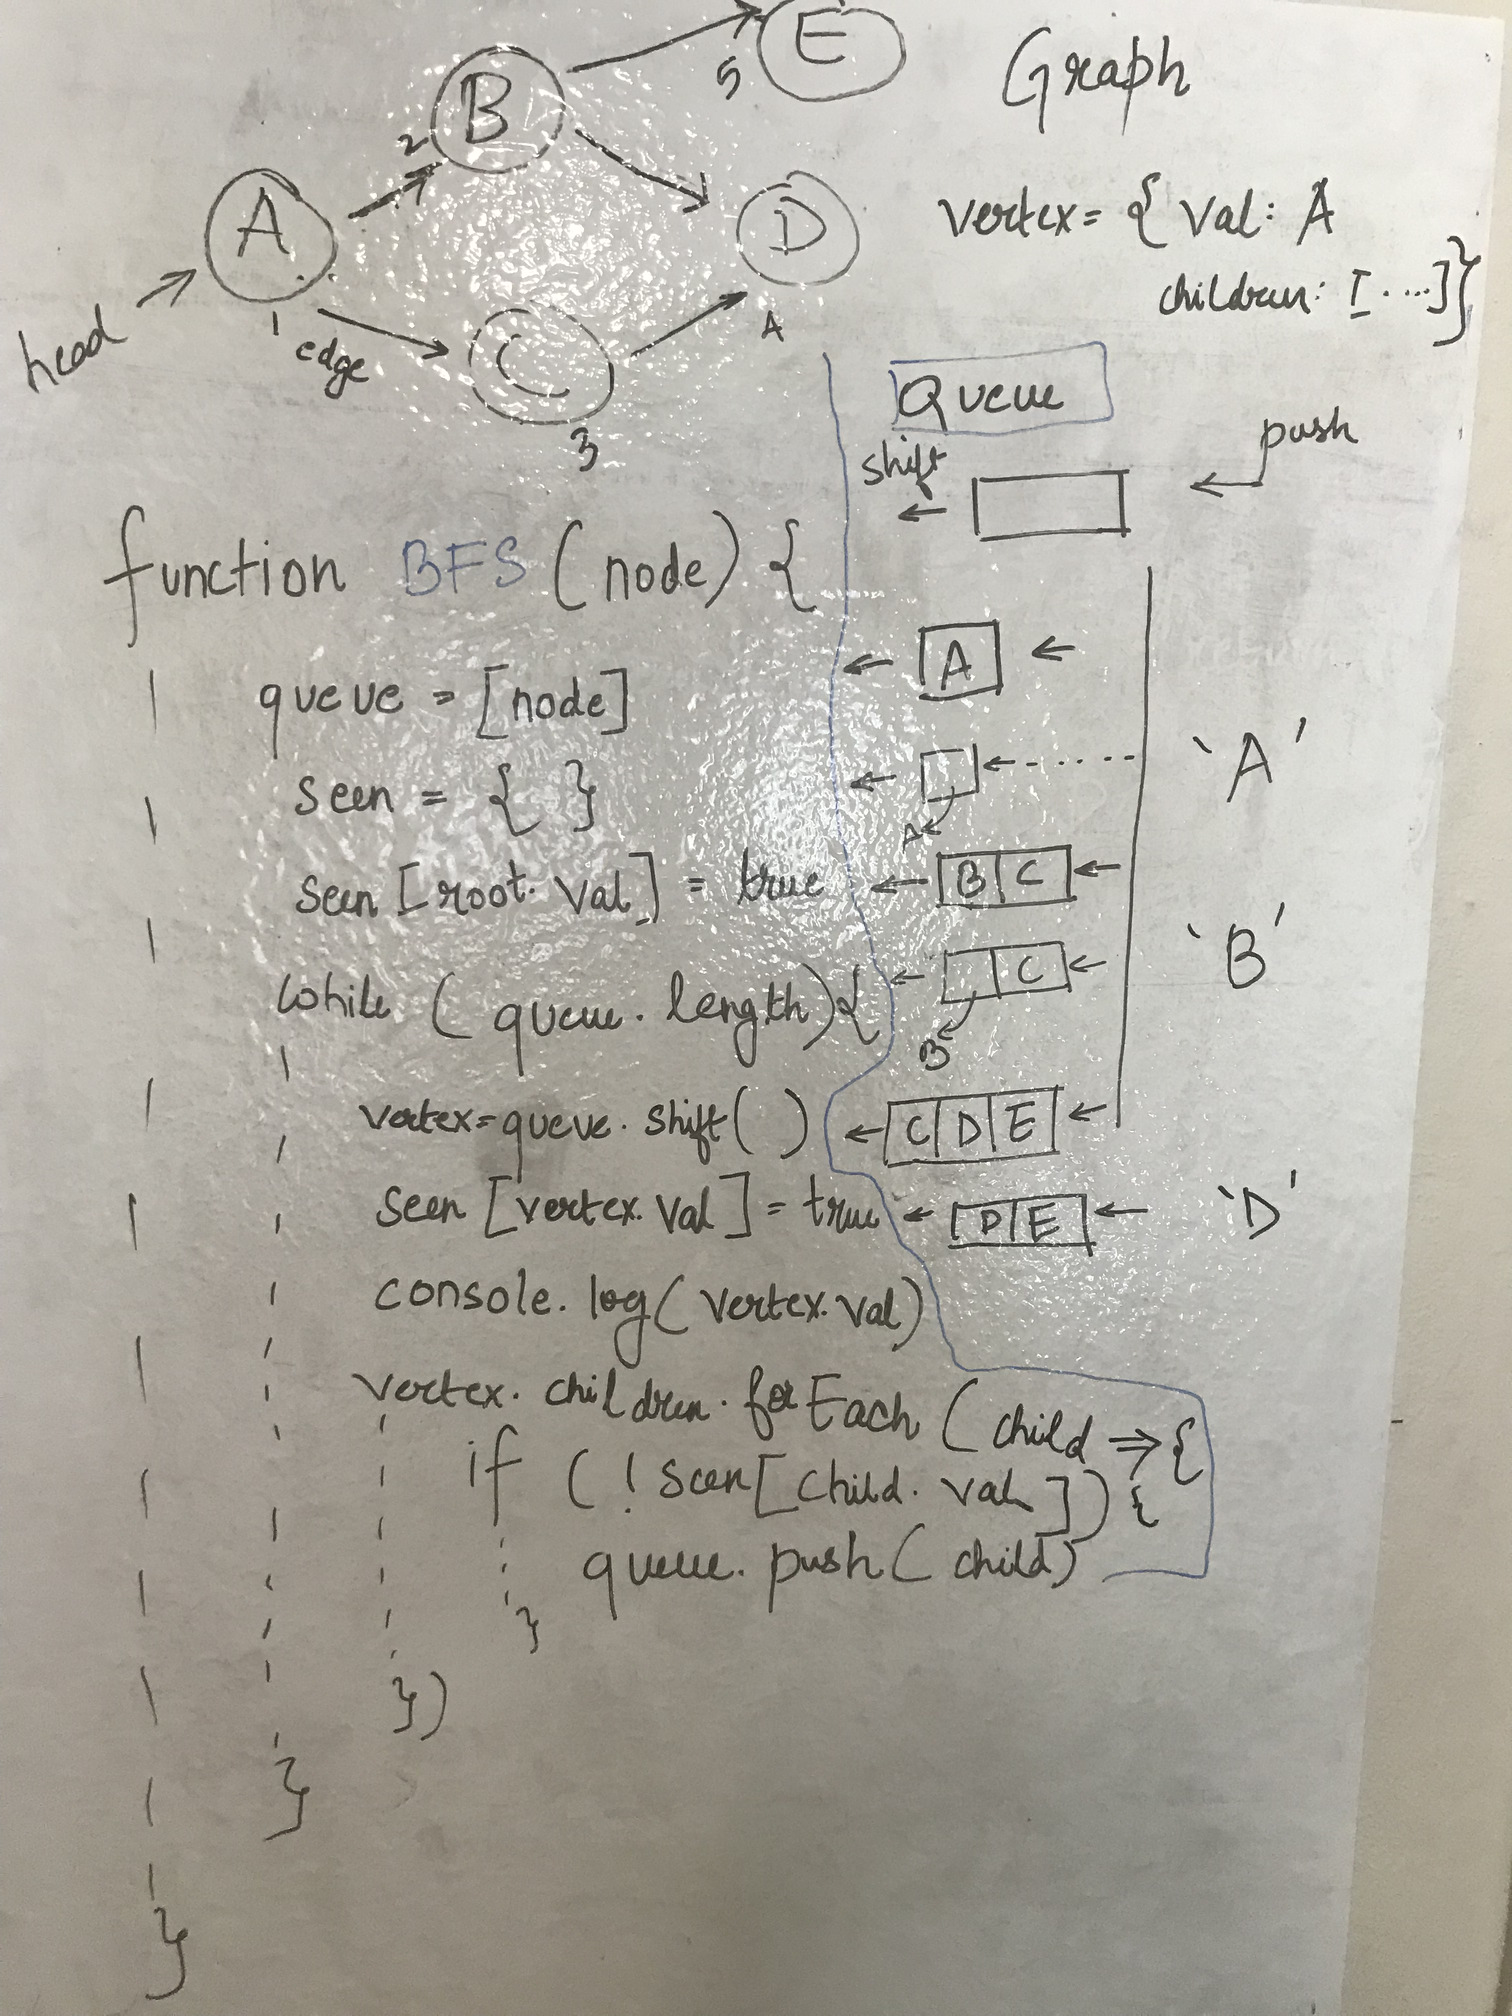 E
5
Graph
B
2
A
D
vertex = { val: A
children: [ .... ] }
head
1
edge
C
4
3
Queue
shift
push
function BFS (node) {
queue = [node]
seen = { }
seen [root. val] = true
while ( queue. length) {
vertex = queue. shift( )
seen [vertex. val] = true
console. log( vertex. val)
vertex. children. forEach ( child => {
if ( ! seen[child. val ]) {
queue. push ( child)
}
})
}
}
A
'A'
A
B C
'B'
C
B
C D E
D E
'D'